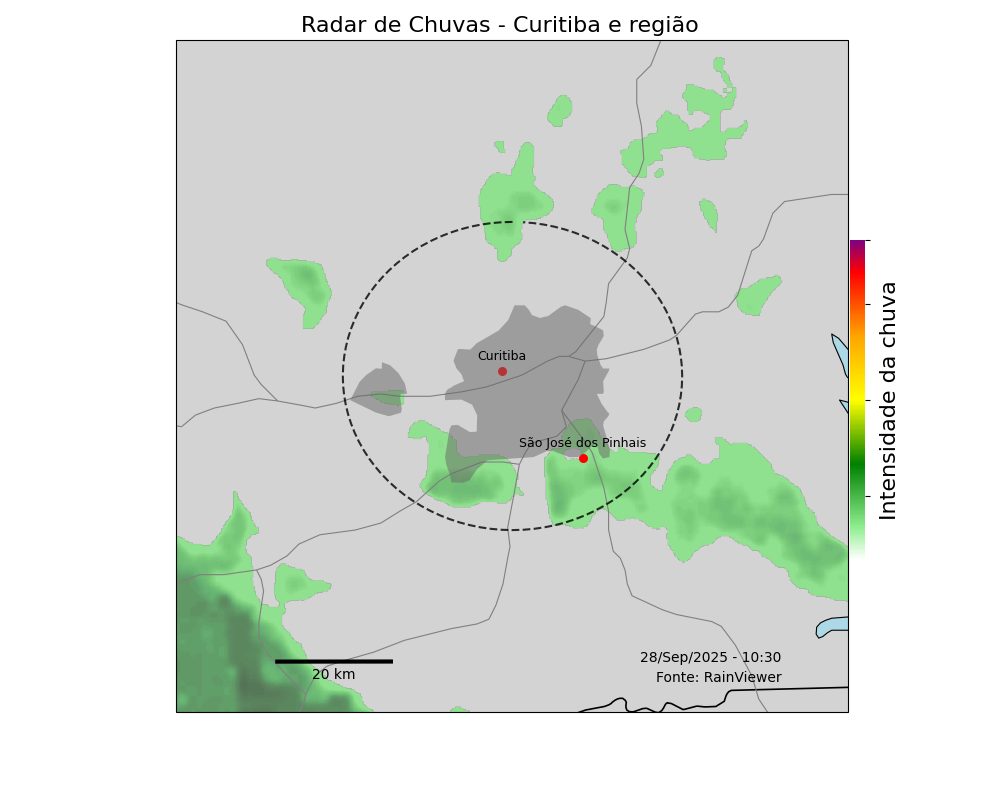 Radar de Chuvas - Curitiba e região
Curitiba
São José dos Pinhais
Intensidade da chuva
28/Sep/2025 - 10:30
20 km
Fonte: RainViewer